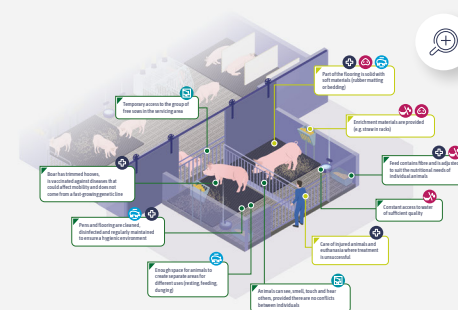 Part of the flooring is solid with
soft materials (rubber matting
or bedding)
Temporary access to the group of
free sows in the servicing area
Enrichment materials are provided
(e.g. straw in racks)
Feed contains fibre and is adjusted
to suit the nutritional needs of
individual animals
Boar has trimmed hooves,
is vaccinated against diseases that
could affect mobility and does not
come from a fast-growing genetic line
Constant access to water
of sufficient quality
Pens and flooring are cleaned,
disinfected and regularly maintained
to ensure a hygienic environment
Care of injured animals and
euthanasia where treatment
is unsuccessful
Enough space for animals to
create separate areas for
different uses (resting, feeding,
dunging)
Animals can see, smell, touch and hear
others, provided there are no conflicts
between individuals